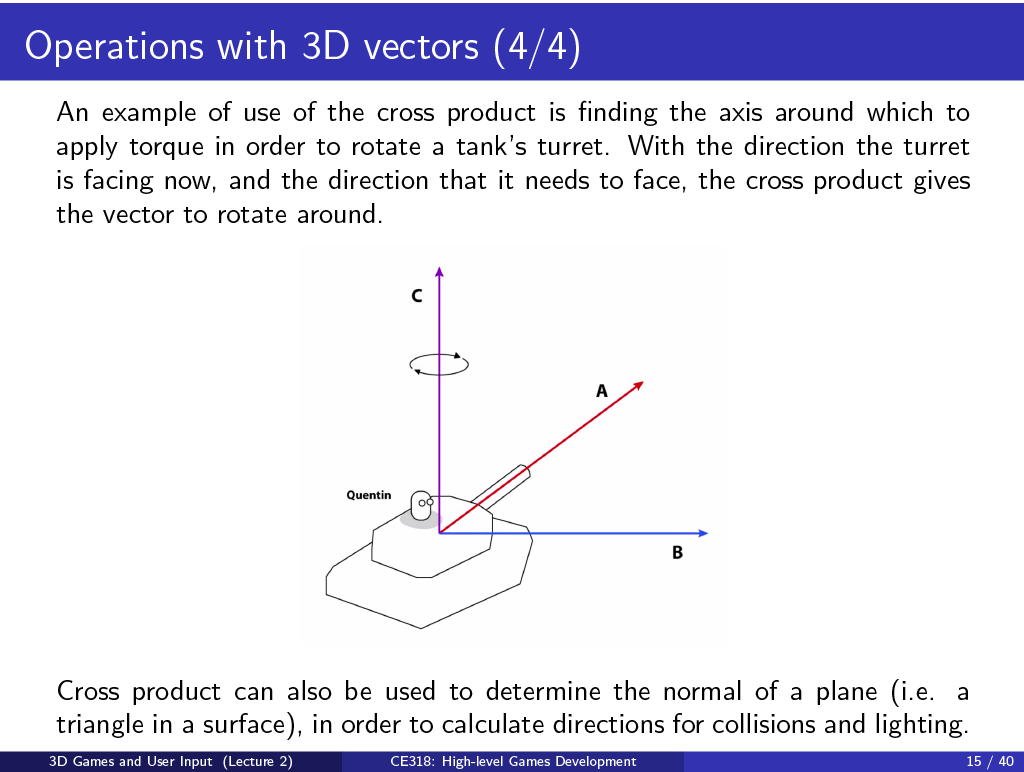 Operations with 3D vectors (4/4)
An example of use of the cross product is finding the axis around which to
apply torque in order to rotate a tank's turret. With the direction the turret
is facing now, and the direction that it needs to face, the cross product gives
the vector to rotate around.
C
A
Quentin
B
Cross product can also be used to determine the normal of a plane (i.e. a
triangle in a surface), in order to calculate directions for collisions and lighting.
3D Games and User Input (Lecture 2) CE318: High-level Games Development 15 / 40